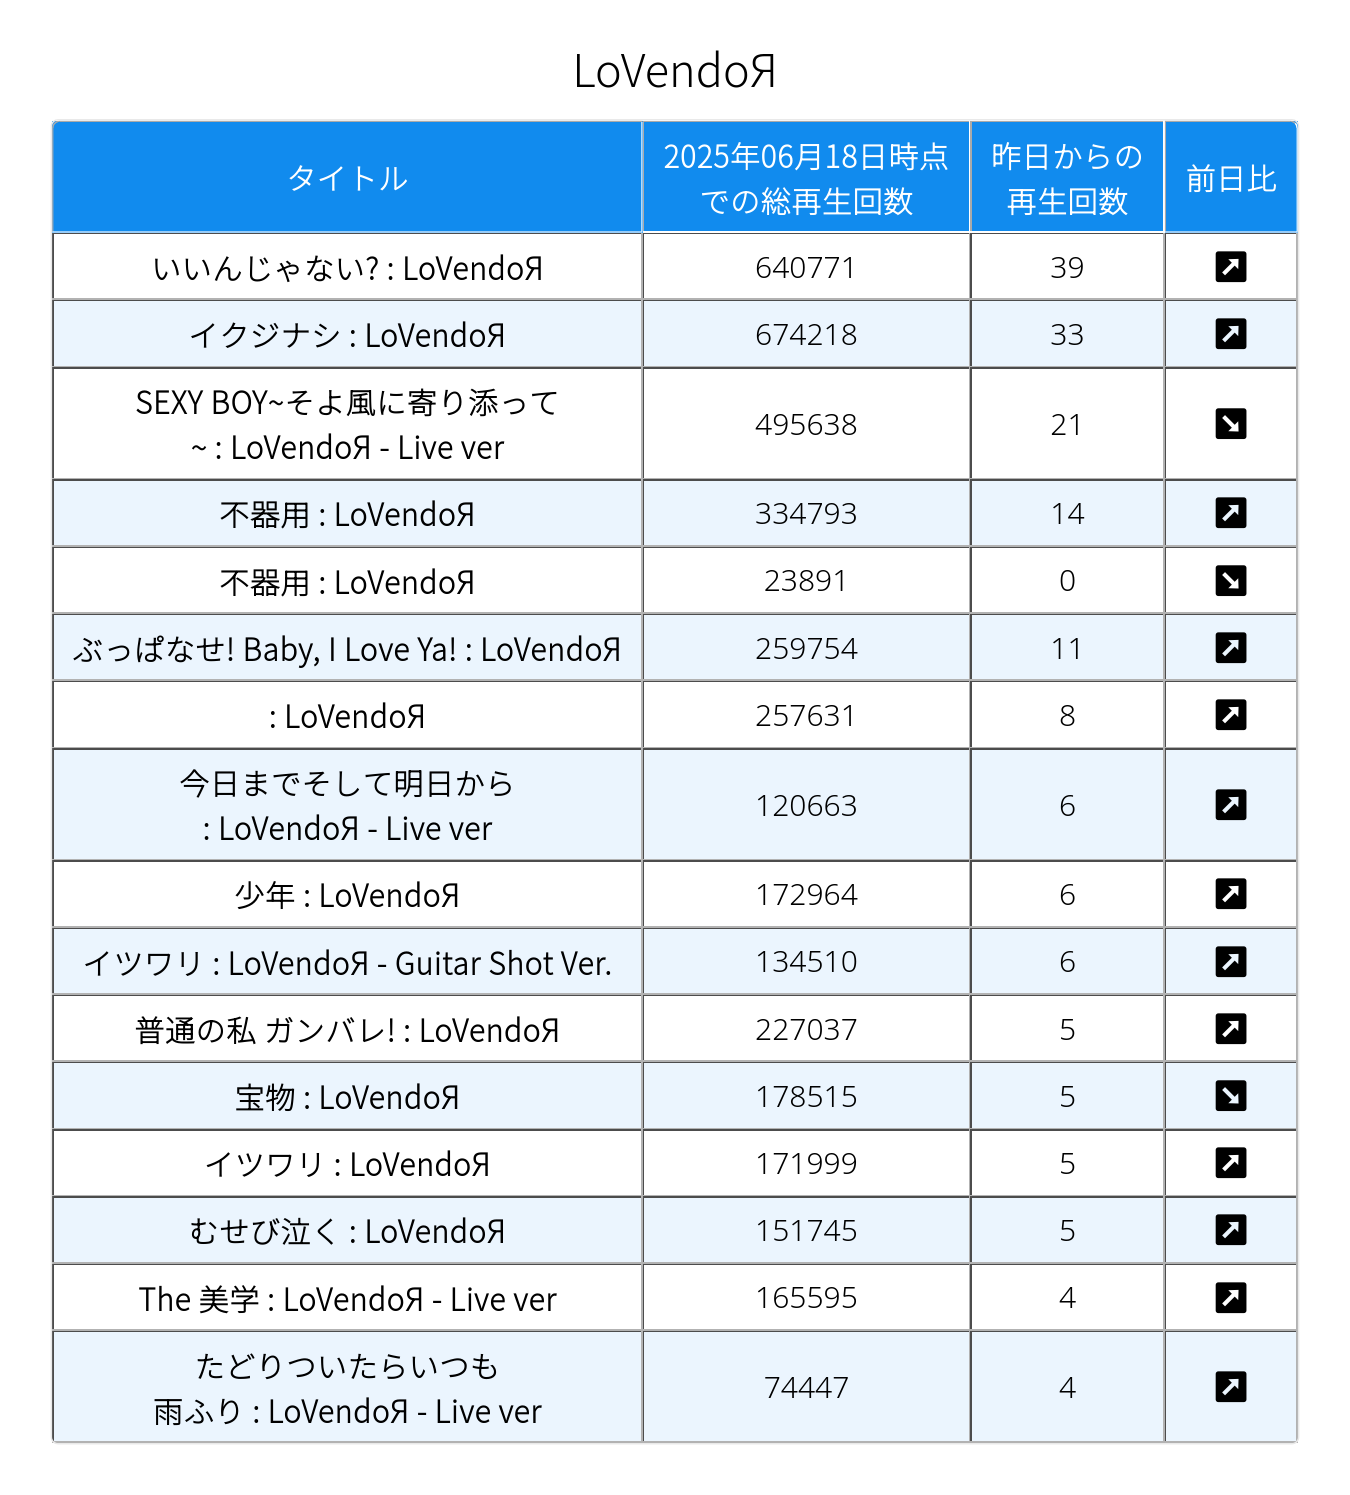 LoVendoЯ
タイトル
2025年06月18日時点
での総再生回数
昨日からの
再生回数
前日比
いいんじゃない? : LoVendoЯ 640771 39
イクジナシ : LoVendoЯ 674218 33
SEXY BOY~そよ風に寄り添って
~ : LoVendoЯ - Live ver 495638 21
不器用 : LoVendoЯ 334793 14
不器用 : LoVendoЯ 23891 0
ぶっぱなせ! Baby, I Love Ya! : LoVendoЯ 259754 11
: LoVendoЯ 257631 8
今日までそして明日から
: LoVendoЯ - Live ver 120663 6
少年 : LoVendoЯ 172964 6
イツワリ : LoVendoЯ - Guitar Shot Ver. 134510 6
普通の私 ガンバレ! : LoVendoЯ 227037 5
宝物 : LoVendoЯ 178515 5
イツワリ : LoVendoЯ 171999 5
むせび泣く : LoVendoЯ 151745 5
The 美学 : LoVendoЯ - Live ver 165595 4
たどりついたらいつも
雨ふり : LoVendoЯ - Live ver 74447 4